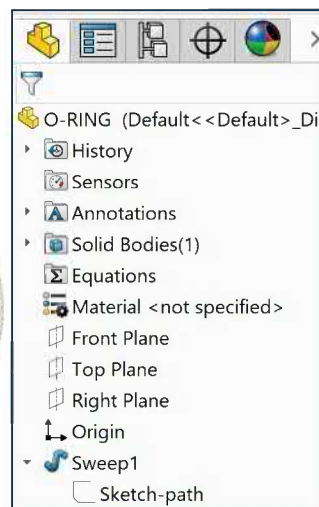 O-RING (Default<<Default>_Di
History
Sensors
Annotations
Solid Bodies(1)
Equations
Material <not specified>
Front Plane
Top Plane
Right Plane
Origin
Sweep1
Sketch-path